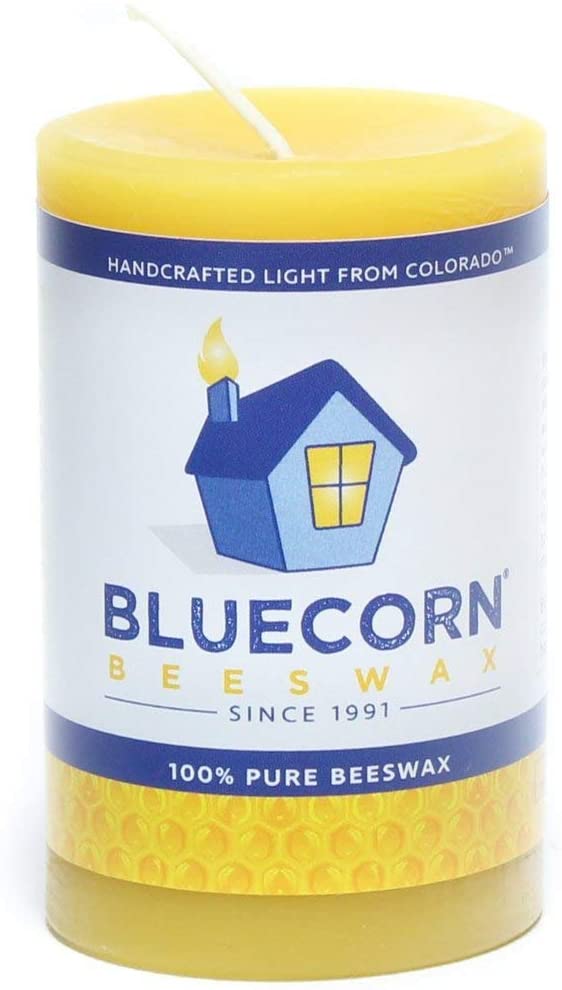 HANDCRAFTED LIGHT FROM COLORADO™
BLUECORN®
BEESWAX
SINCE 1991
100% PURE BEESWAX